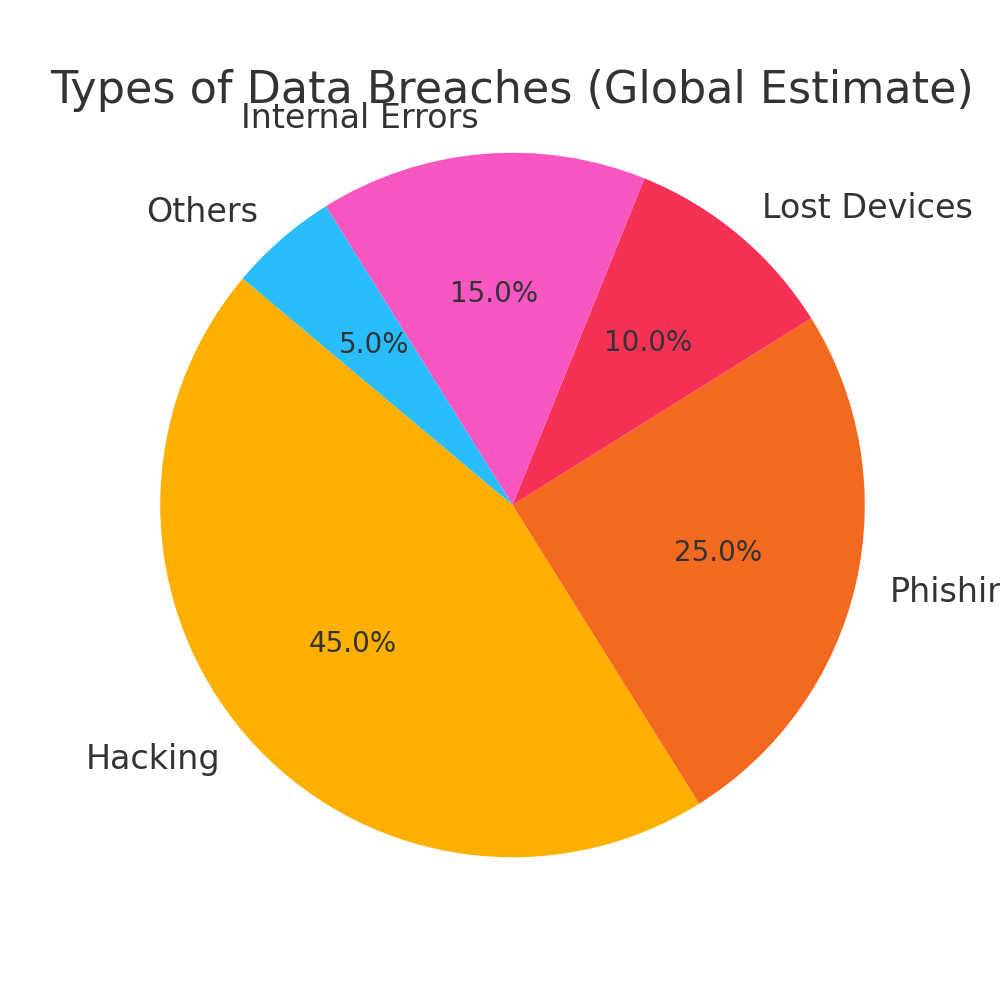 Types of Data Breaches (Global Estimate)
Internal Errors
Others
Lost Devices
15.0%
10.0%
5.0%
25.0%
Phishin
45.0%
Hacking